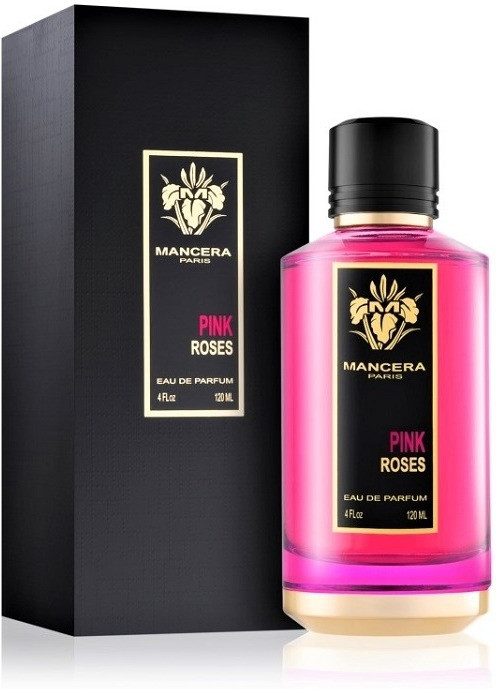 MANCERA
PARIS
PINK
ROSES
EAU DE PARFUM
4 FLoz 120 ML
MANCERA
PARIS
PINK
ROSES
EAU DE PARFUM
4 FLoz 120 ML